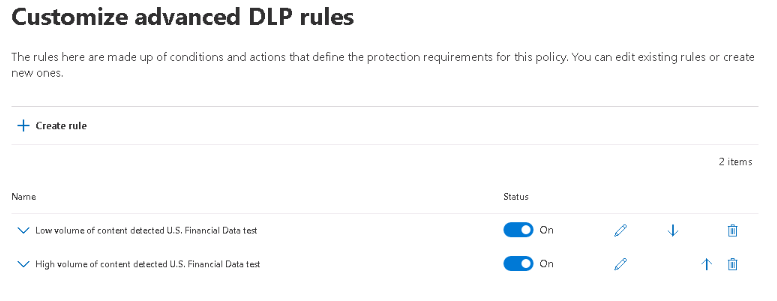 Customize advanced DLP rules
The rules here are made up of conditions and actions that define the protection requirements for this policy. You can edit existing rules or create
new ones.
Create rule
2 items
Name Status
Low volume of content detected U.S. Financial Data test On
High volume of content detected U.S. Financial Data test On